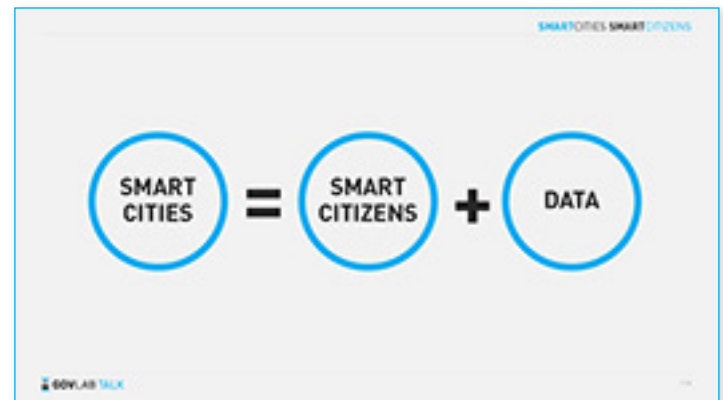 SMARTCITIES SMARTCITIZENS
SMART
CITIES
=
SMART
CITIZENS
+
DATA
GOVLAB TALK